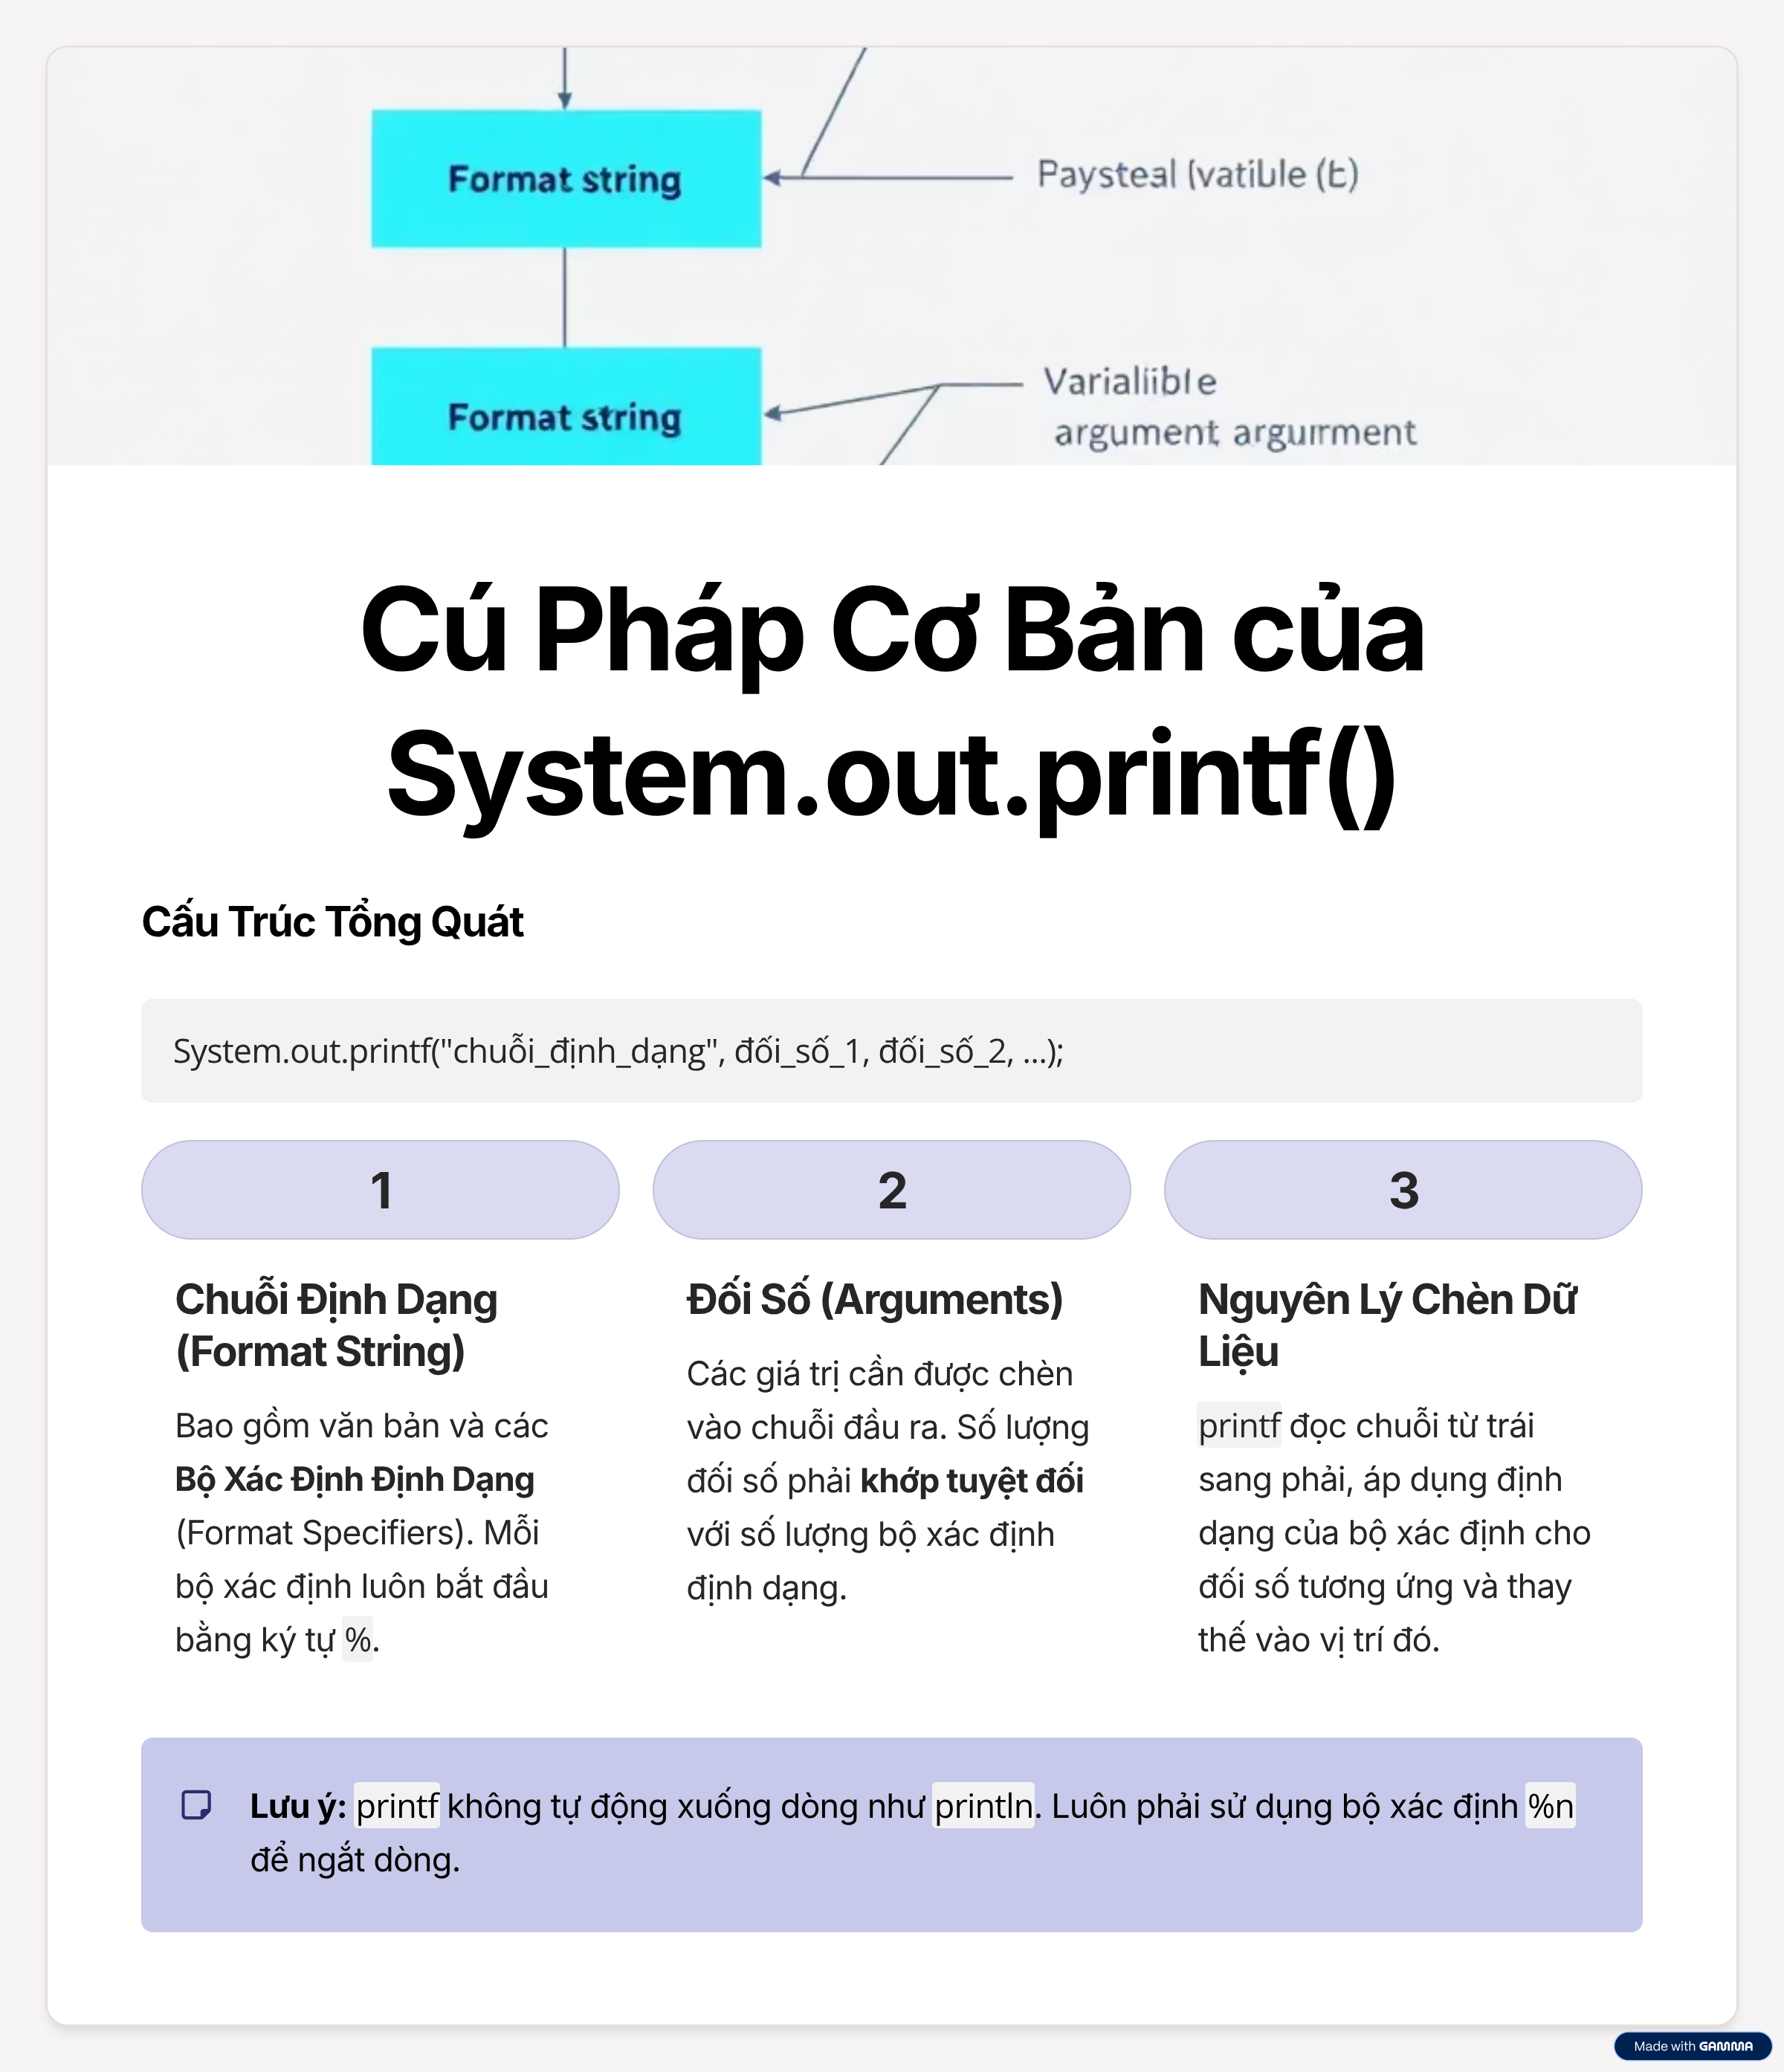 Format string
Paysteal (vatible (t)
Format string
Varialiible
argument argurment
Cú Pháp Cơ Bản của
System.out.printf()
Cấu Trúc Tổng Quát
System.out.printf("chuỗi_định_dạng", đối_số_1, đối_số_2, ...);
1
2
3
Chuỗi Định Dạng
(Format String)
Bao gồm văn bản và các
Bộ Xác Định Định Dạng
(Format Specifiers). Mỗi
bộ xác định luôn bắt đầu
bằng ký tự %.
Đối Số (Arguments)
Các giá trị cần được chèn
vào chuỗi đầu ra. Số lượng
đối số phải khớp tuyệt đối
với số lượng bộ xác định
định dạng.
Nguyên Lý Chèn Dữ
Liệu
printf đọc chuỗi từ trái
sang phải, áp dụng định
dạng của bộ xác định cho
đối số tương ứng và thay
thế vào vị trí đó.
Lưu ý: printf không tự động xuống dòng như println. Luôn phải sử dụng bộ xác định %n
để ngắt dòng.
Made with GAMMA